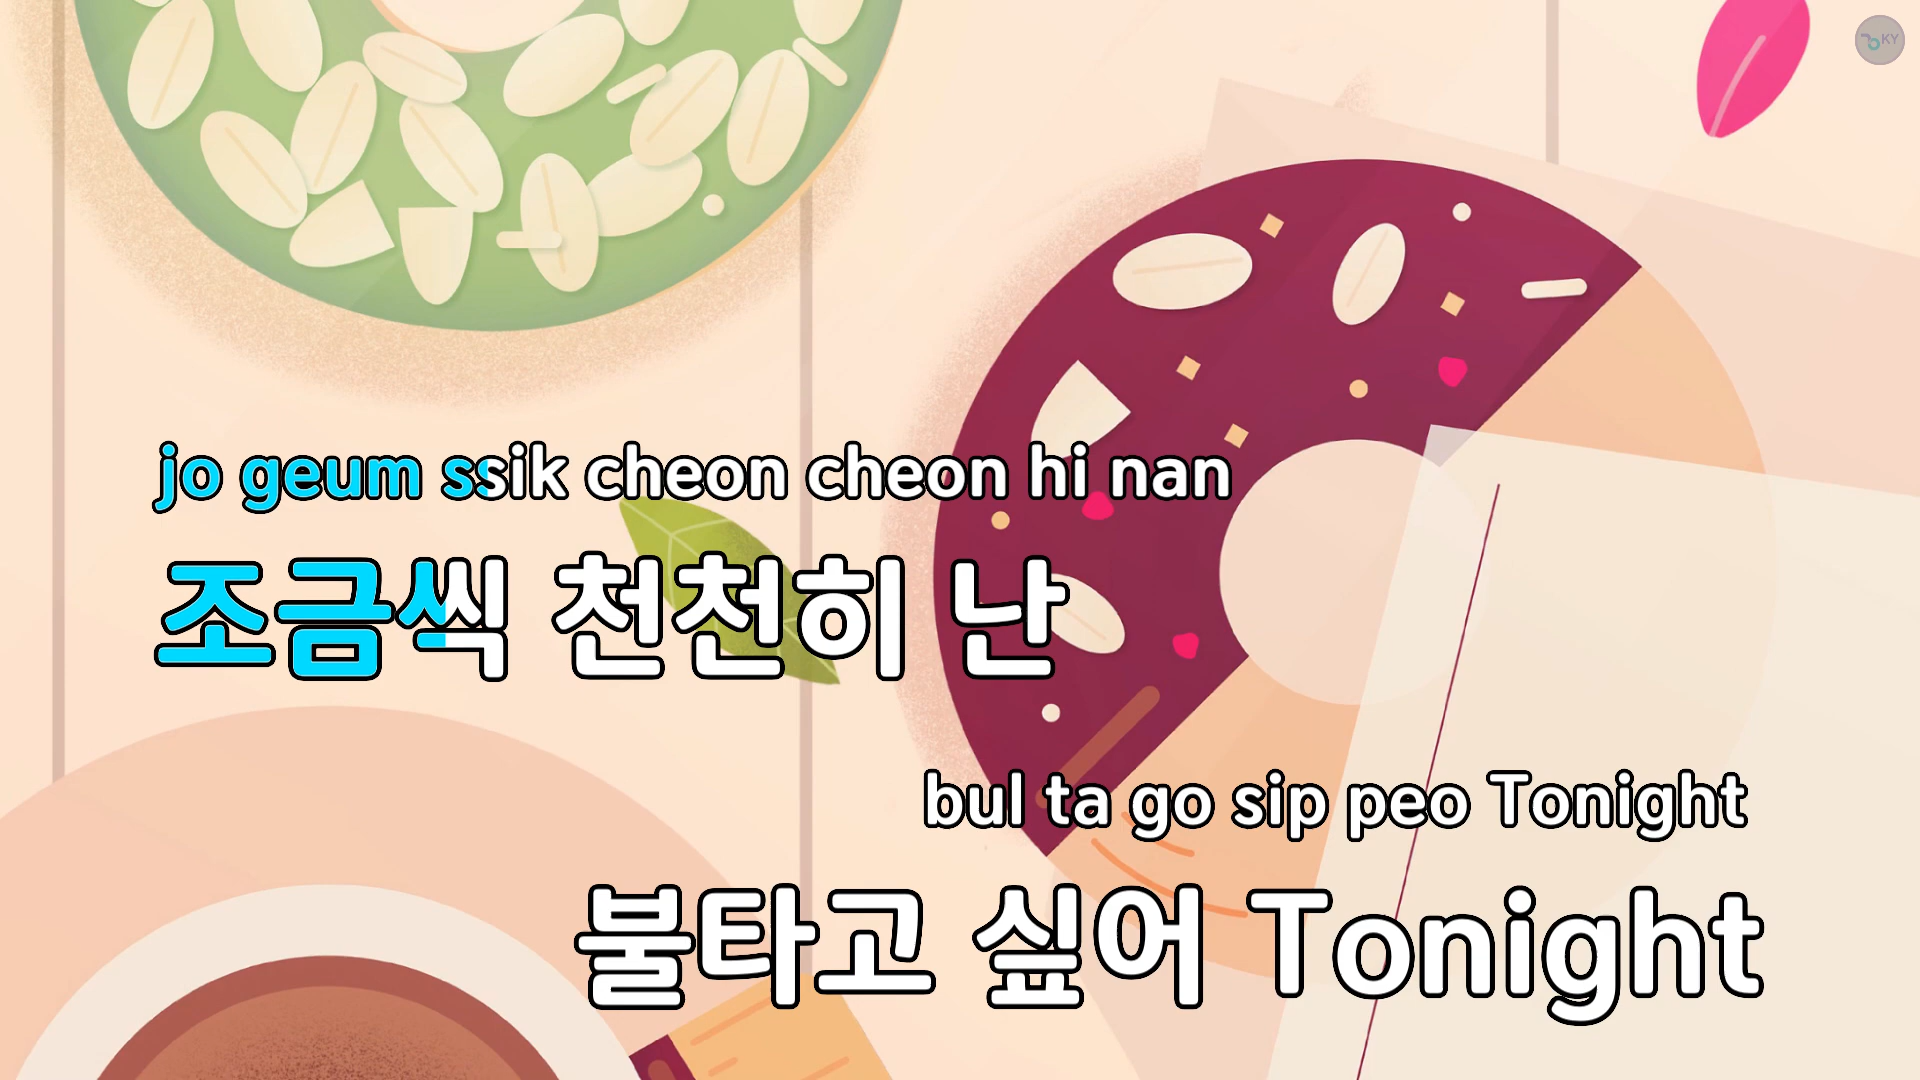 KY
jo geum ssik cheon cheon hi nan
조금씩 천천히 난
bul ta go sip peo Tonight
불타고 싶어 Tonight